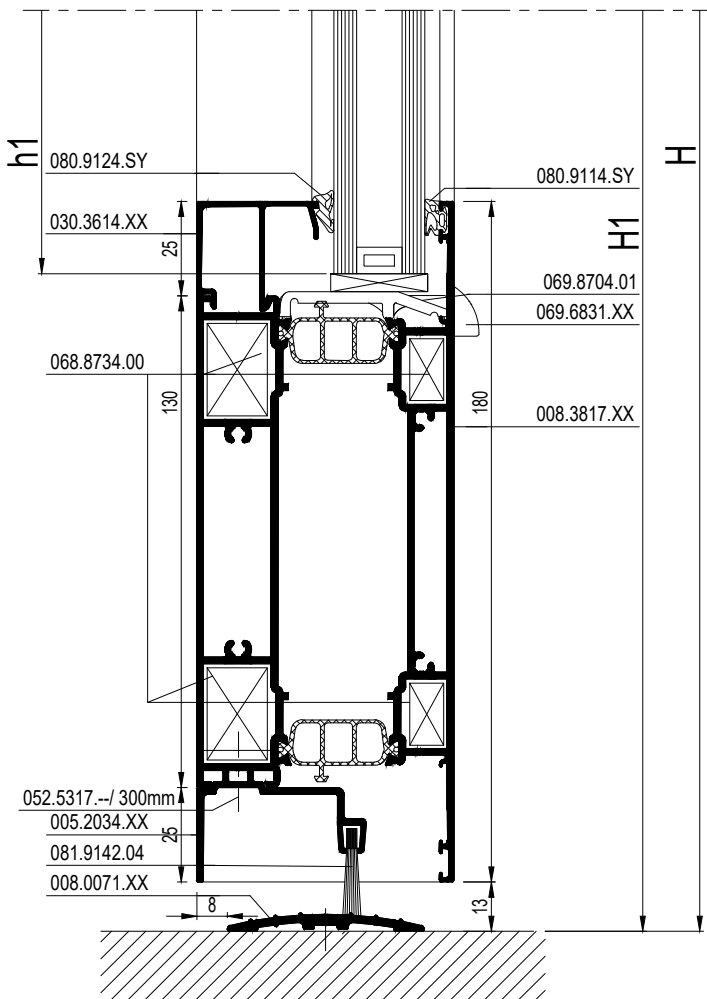 h1
H
H1
080.9124.SY
080.9114.SY
030.3614.XX
25
069.8704.01
069.6831.XX
068.8734.00
130
180
008.3817.XX
052.5317.--/ 300mm
005.2034.XX
25
081.9142.04
008.0071.XX
8
13